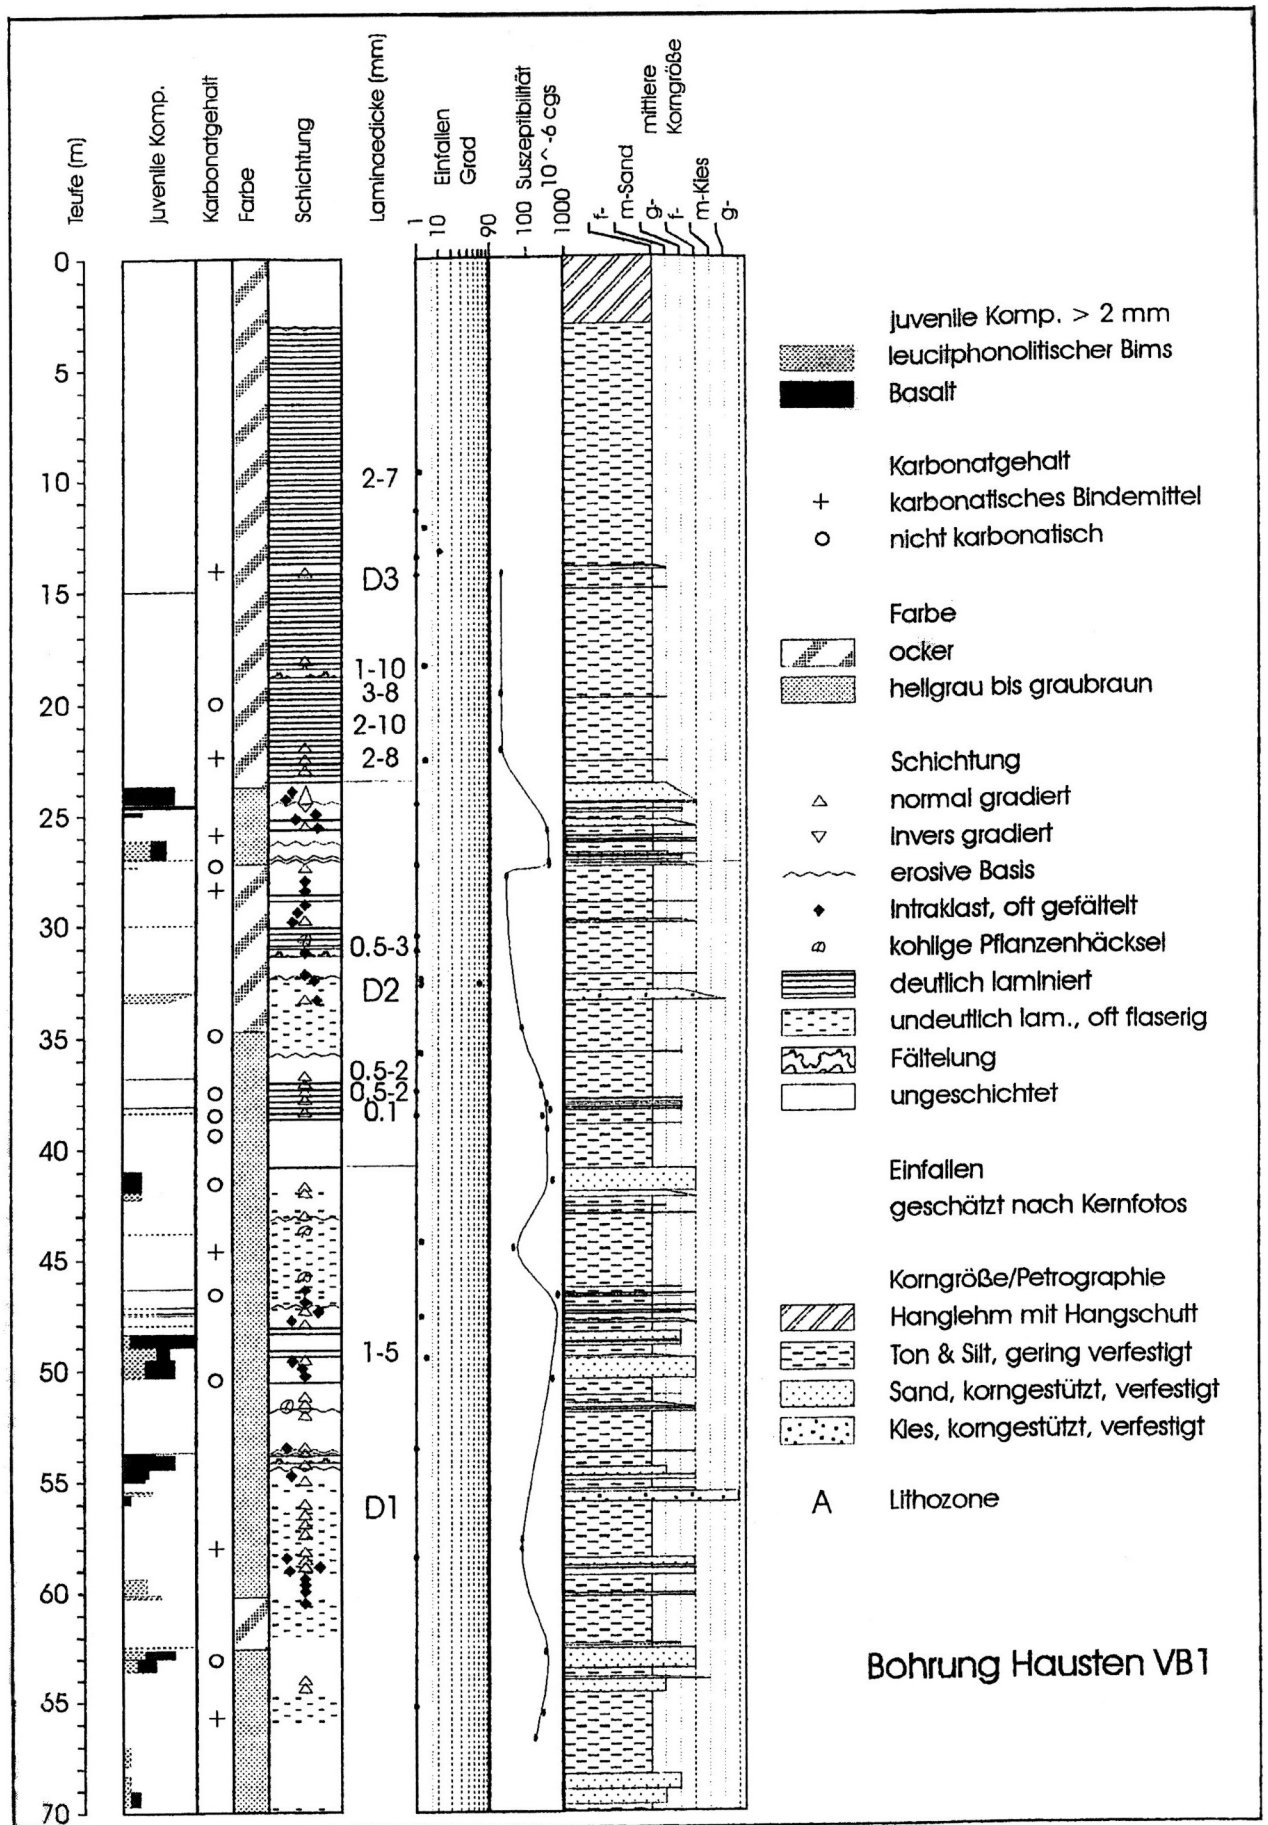 Teufe (m)
juvenile Komp.
Karbonatgehalt
Farbe
Schichtung
Laminaedicke (mm)
Einfallen
Grad
Suszeptibilität
10^-6 cgs
mittlere
Korngröße
1
10
90
100
1000
f-
m-Sand
g-
f-
m-Kies
g-
0
5
10
15
20
25
30
35
40
45
50
55
60
65
70
2-7
D3
1-10
3-8
2-10
2-8
0.5-3
D2
0.5-2
0.5-2
0.1
1-5
D1
juvenile Komp. > 2 mm
leucitphonolitischer Bims
Basalt
Karbonatgehalt
+ karbonatisches Bindemittel
o nicht karbonatisch
Farbe
ocker
hellgrau bis graubraun
Schichtung
normal gradiert
invers gradiert
erosive Basis
Intraklast, oft gefältelt
kohlige Pflanzenhäcksel
deutlich laminiert
undeutlich lam., oft flaserig
Fältelung
ungeschichtet
Einfallen
geschätzt nach Kernfotos
Korngröße/Petrographie
Hanglehm mit Hangschutt
Ton & Silt, gering verfestigt
Sand, korngestützt, verfestigt
Kies, korngestützt, verfestigt
A Lithozone
Bohrung Hausten VB1